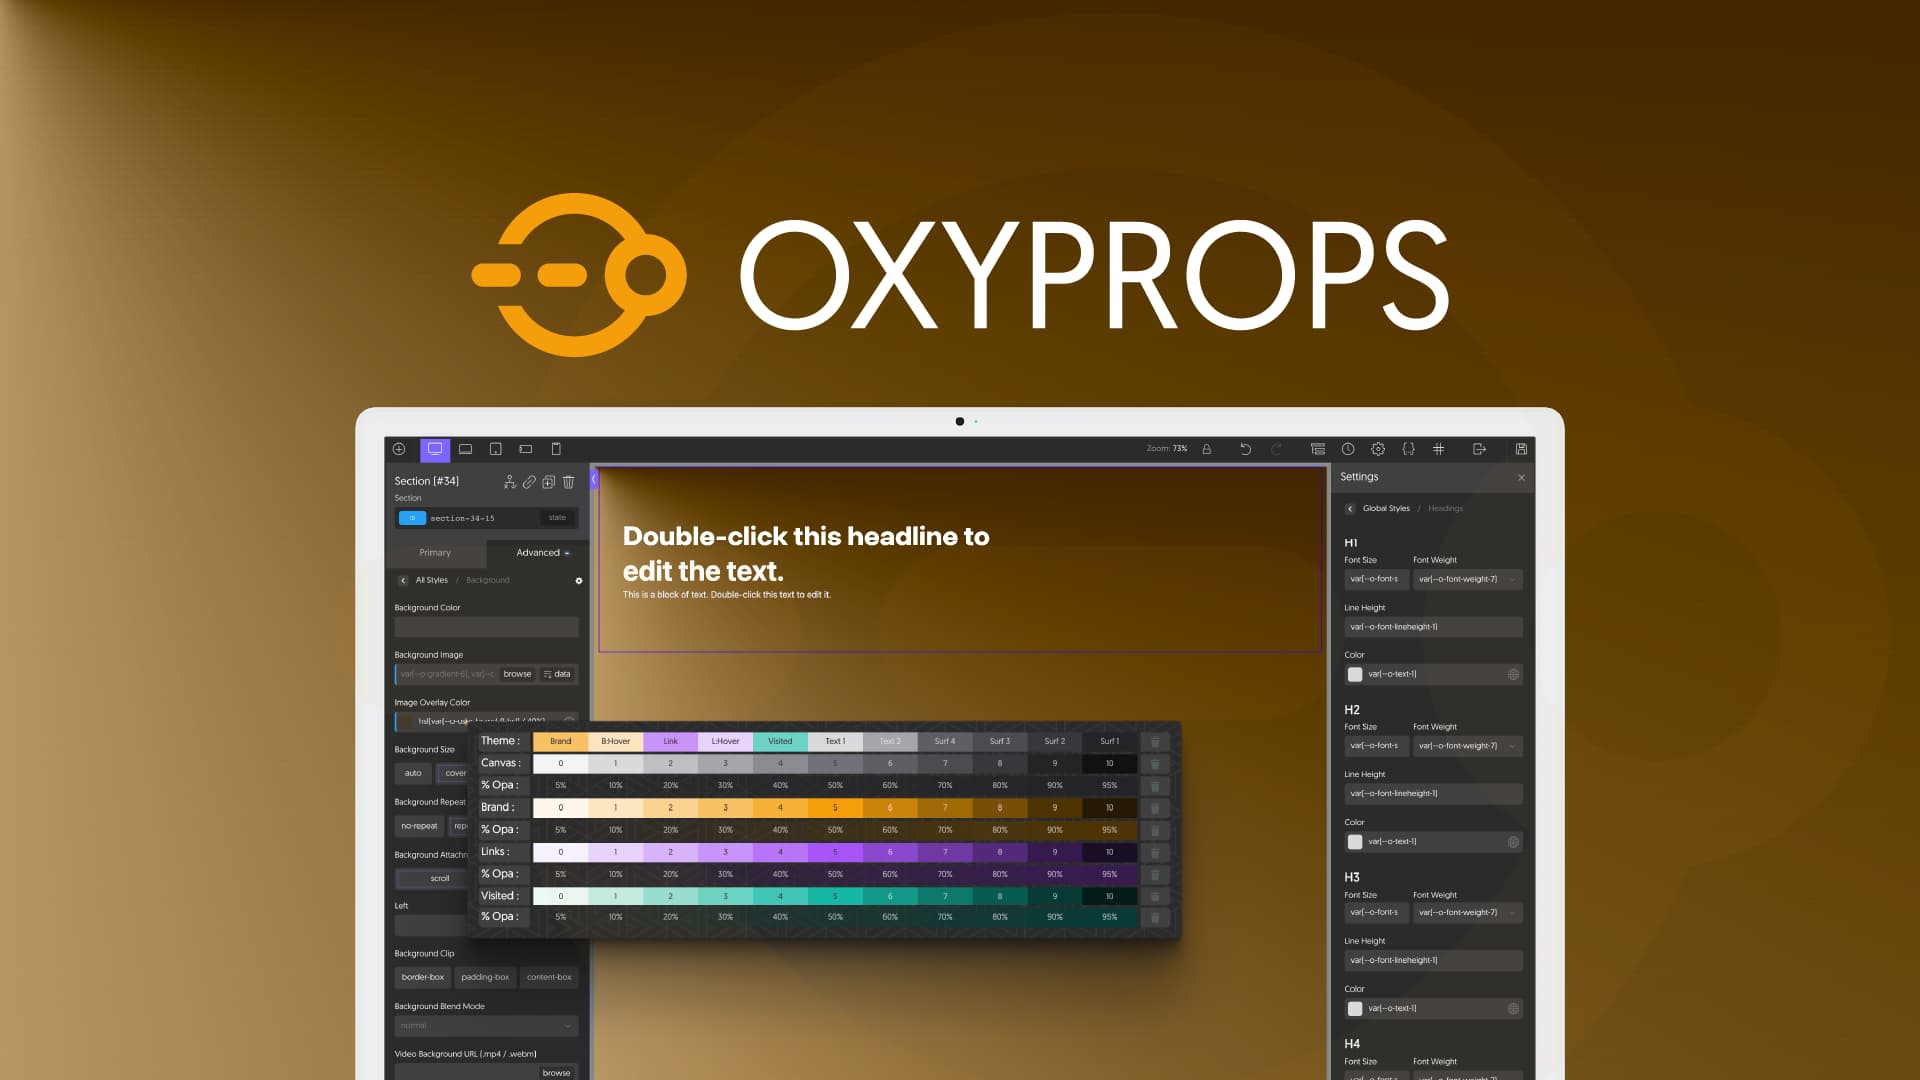 OXYPROPS
Zoom: 73%
Section (#34)
Section
ID section-34-15 state
Primary Advanced
All Styles / Background
Background Color
Background Image
var(--o-gradient-6), var(--c browse data
Image Overlay Color
Background Size
auto cover
Background Repeat
no-repeat rep
Background Attachm
scroll
Left
Background Clip
border-box padding-box content-box
Background Blend Mode
normal
Video Background URL (.mp4 / .webm)
browse
Double-click this headline to
edit the text.
This is a block of text. Double-click this text to edit it.
Theme : Brand B:Hover Link L:Hover Visited Text 1 Text 2 Surf 4 Surf 3 Surf 2 Surf 1
Canvas : 0 1 2 3 4 5 6 7 8 9 10
% Opa : 5% 10% 20% 30% 40% 50% 60% 70% 80% 90% 95%
Brand : 0 1 2 3 4 5 6 7 8 9 10
% Opa : 5% 10% 20% 30% 40% 50% 60% 70% 80% 90% 95%
Links : 0 1 2 3 4 5 6 7 8 9 10
% Opa : 5% 10% 20% 30% 40% 50% 60% 70% 80% 90% 95%
Visited : 0 1 2 3 4 5 6 7 8 9 10
% Opa : 5% 10% 20% 30% 40% 50% 60% 70% 80% 90% 95%
Settings
Global Styles / Headings
H1
Font Size Font Weight
var(--o-font-s var(--o-font-weight-7)
Line Height
var(--o-font-lineheight-1)
Color
var(--o-text-1)
H2
Font Size Font Weight
var(--o-font-s var(--o-font-weight-7)
Line Height
var(--o-font-lineheight-1)
Color
var(--o-text-1)
H3
Font Size Font Weight
var(--o-font-s var(--o-font-weight-7)
Line Height
var(--o-font-lineheight-1)
Color
var(--o-text-1)
H4
Font Size Font Weight